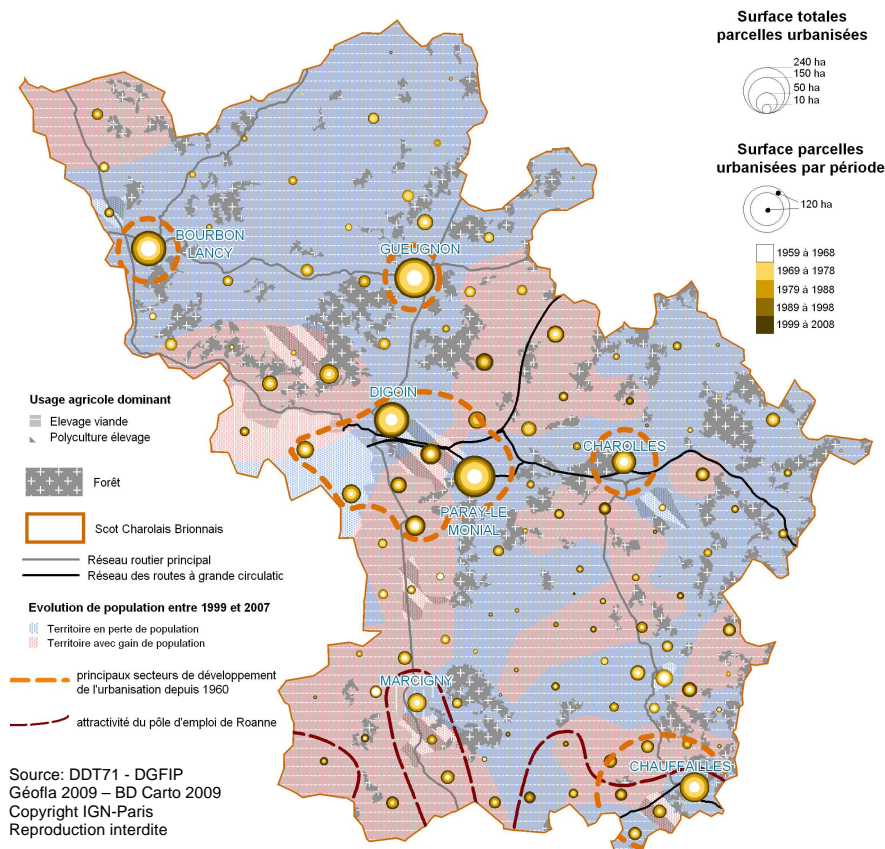 Surface totales
parcelles urbanisées
240 ha
150 ha
50 ha
10 ha
Surface parcelles
urbanisées par période
120 ha
1959 à 1968
1969 à 1978
1979 à 1988
1989 à 1998
1999 à 2008
BOURBON
LANCY
GUEUGNON
DIGOIN
CHAROLLES
PARAY-LE
MONIAL
MARCIGNY
CHAUFFAILLES
Usage agricole dominant
Elevage viande
Polyculture élevage
Forêt
Scot Charolais Brionnais
Réseau routier principal
Réseau des routes à grande circulatic
Evolution de population entre 1999 et 2007
Territoire en perte de population
Territoire avec gain de population
principaux secteurs de développement
de l'urbanisation depuis 1960
attractivité du pôle d'emploi de Roanne
Source: DDT71 - DGFIP
Géofla 2009 – BD Carto 2009
Copyright IGN-Paris
Reproduction interdite